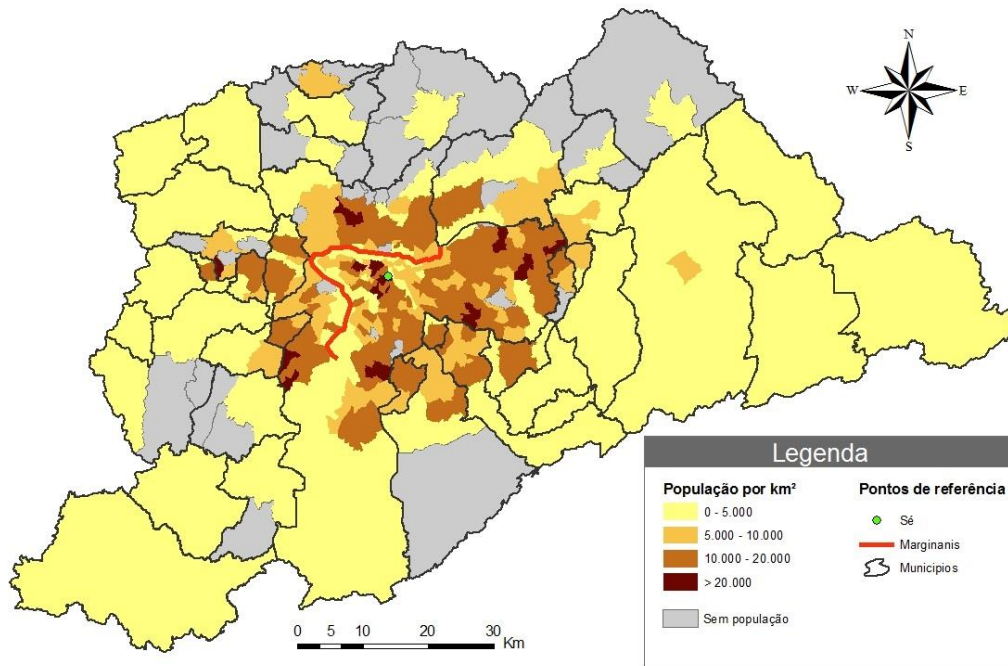 N
W E
S
Legenda
População por km²
0 - 5.000
5.000 - 10.000
10.000 - 20.000
> 20.000
Sem população
Pontos de referência
Sé
Marginanis
Municipios
0 5 10 20 30
Km